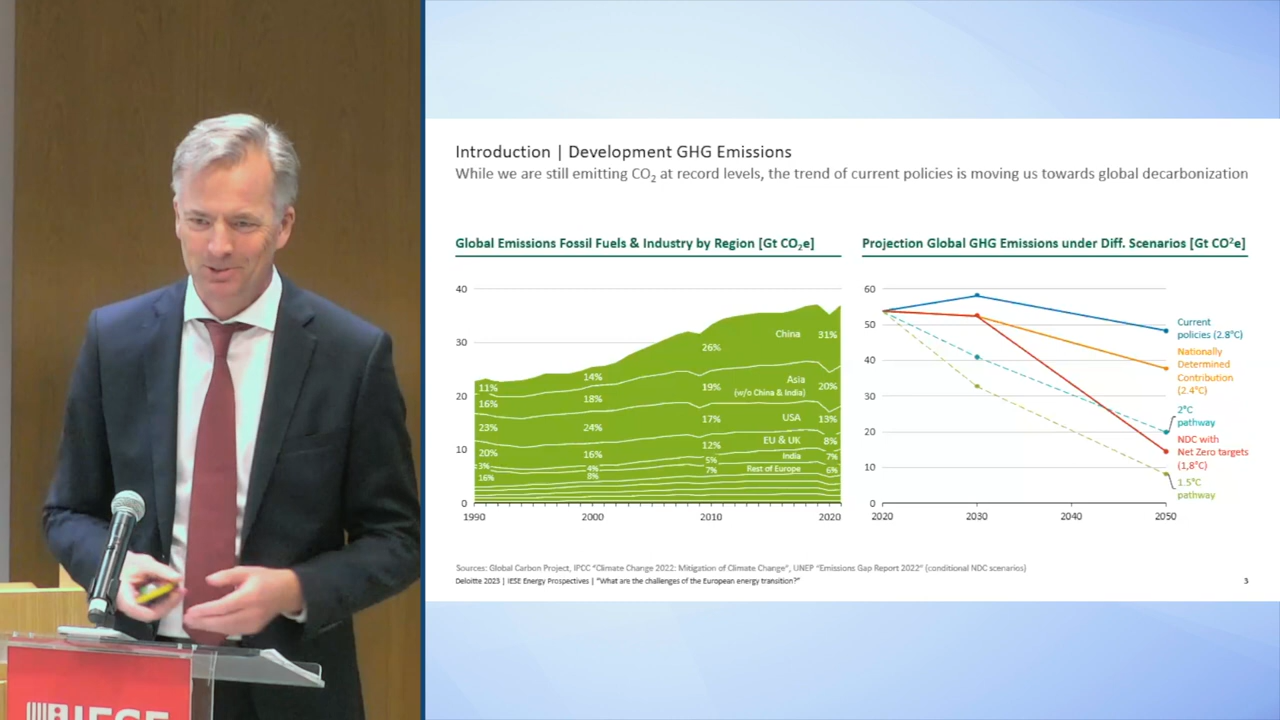 Introduction | Development GHG Emissions
While we are still emitting CO₂ at record levels, the trend of current policies is moving us towards global decarbonization
Global Emissions Fossil Fuels & Industry by Region [Gt CO₂e]
40
30
20
10
0
1990
2000
2010
2020
11%
16%
23%
20%
3%
16%
14%
18%
24%
16%
4%
8%
26%
19%
17%
12%
5%
7%
China
31%
Asia
(w/o China & India)
20%
USA
13%
EU & UK
8%
India
7%
Rest of Europe
6%
Projection Global GHG Emissions under Diff. Scenarios [Gt CO²e]
60
50
40
30
20
10
0
2020
2030
2040
2050
Current
policies (2.8°C)
Nationally
Determined
Contribution
(2.4°C)
2°C
pathway
NDC with
Net Zero targets
(1,8°C)
1.5°C
pathway
Sources: Global Carbon Project, IPCC "Climate Change 2022: Mitigation of Climate Change", UNEP "Emissions Gap Report 2022" (conditional NDC scenarios)
Deloitte 2023 | IESE Energy Prospectives | "What are the challenges of the European energy transition?"
3
IESE